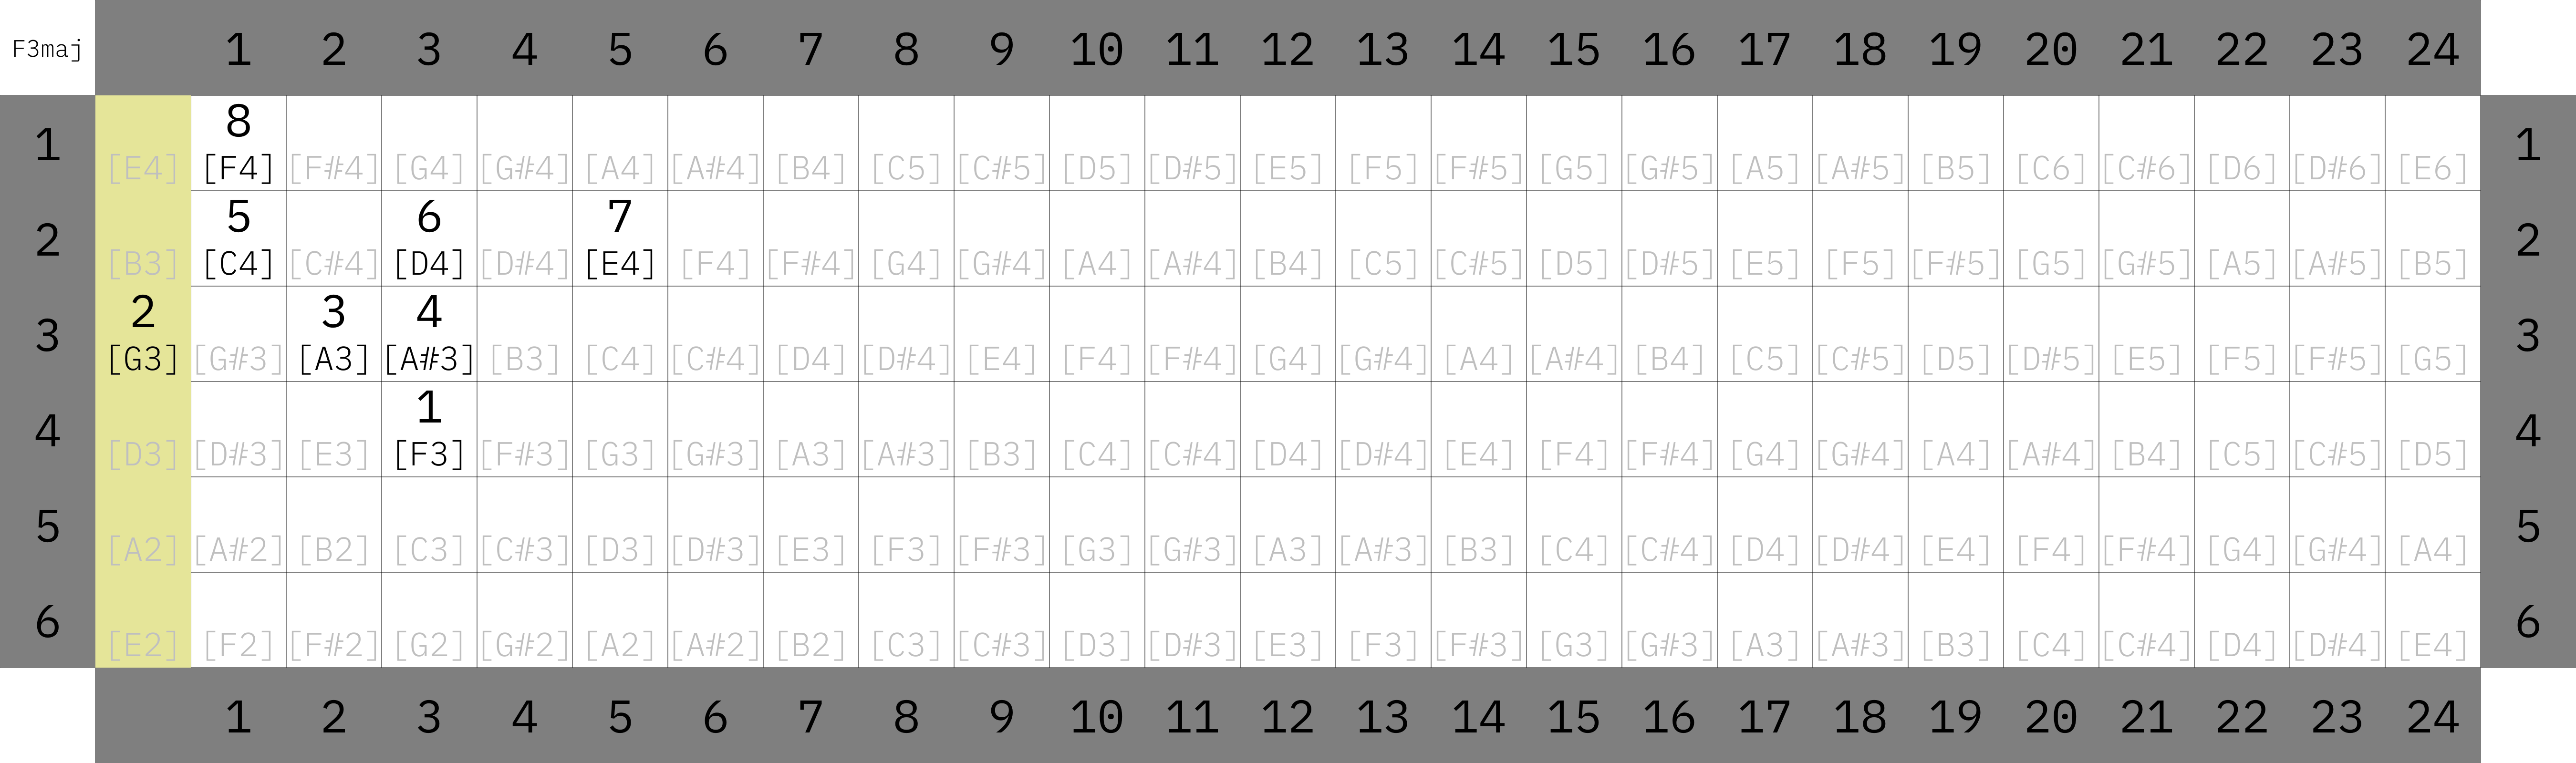 F3maj 1 2 3 4 5 6 7 8 9 10 11 12 13 14 15 16 17 18 19 20 21 22 23 24
8
1 [E4] [F4] [F#4] [G4] [G#4] [A4] [A#4] [B4] [C5] [C#5] [D5] [D#5] [E5] [F5] [F#5] [G5] [G#5] [A5] [A#5] [B5] [C6] [C#6] [D6] [D#6] [E6] 1
5 6 7
2 [B3] [C4] [C#4] [D4] [D#4] [E4] [F4] [F#4] [G4] [G#4] [A4] [A#4] [B4] [C5] [C#5] [D5] [D#5] [E5] [F5] [F#5] [G5] [G#5] [A5] [A#5] [B5] 2
2 3 4
3 [G3] [G#3] [A3] [A#3] [B3] [C4] [C#4] [D4] [D#4] [E4] [F4] [F#4] [G4] [G#4] [A4] [A#4] [B4] [C5] [C#5] [D5] [D#5] [E5] [F5] [F#5] [G5] 3
1
4 [D3] [D#3] [E3] [F3] [F#3] [G3] [G#3] [A3] [A#3] [B3] [C4] [C#4] [D4] [D#4] [E4] [F4] [F#4] [G4] [G#4] [A4] [A#4] [B4] [C5] [C#5] [D5] 4
5 [A2] [A#2] [B2] [C3] [C#3] [D3] [D#3] [E3] [F3] [F#3] [G3] [G#3] [A3] [A#3] [B3] [C4] [C#4] [D4] [D#4] [E4] [F4] [F#4] [G4] [G#4] [A4] 5
6 [E2] [F2] [F#2] [G2] [G#2] [A2] [A#2] [B2] [C3] [C#3] [D3] [D#3] [E3] [F3] [F#3] [G3] [G#3] [A3] [A#3] [B3] [C4] [C#4] [D4] [D#4] [E4] 6
1 2 3 4 5 6 7 8 9 10 11 12 13 14 15 16 17 18 19 20 21 22 23 24